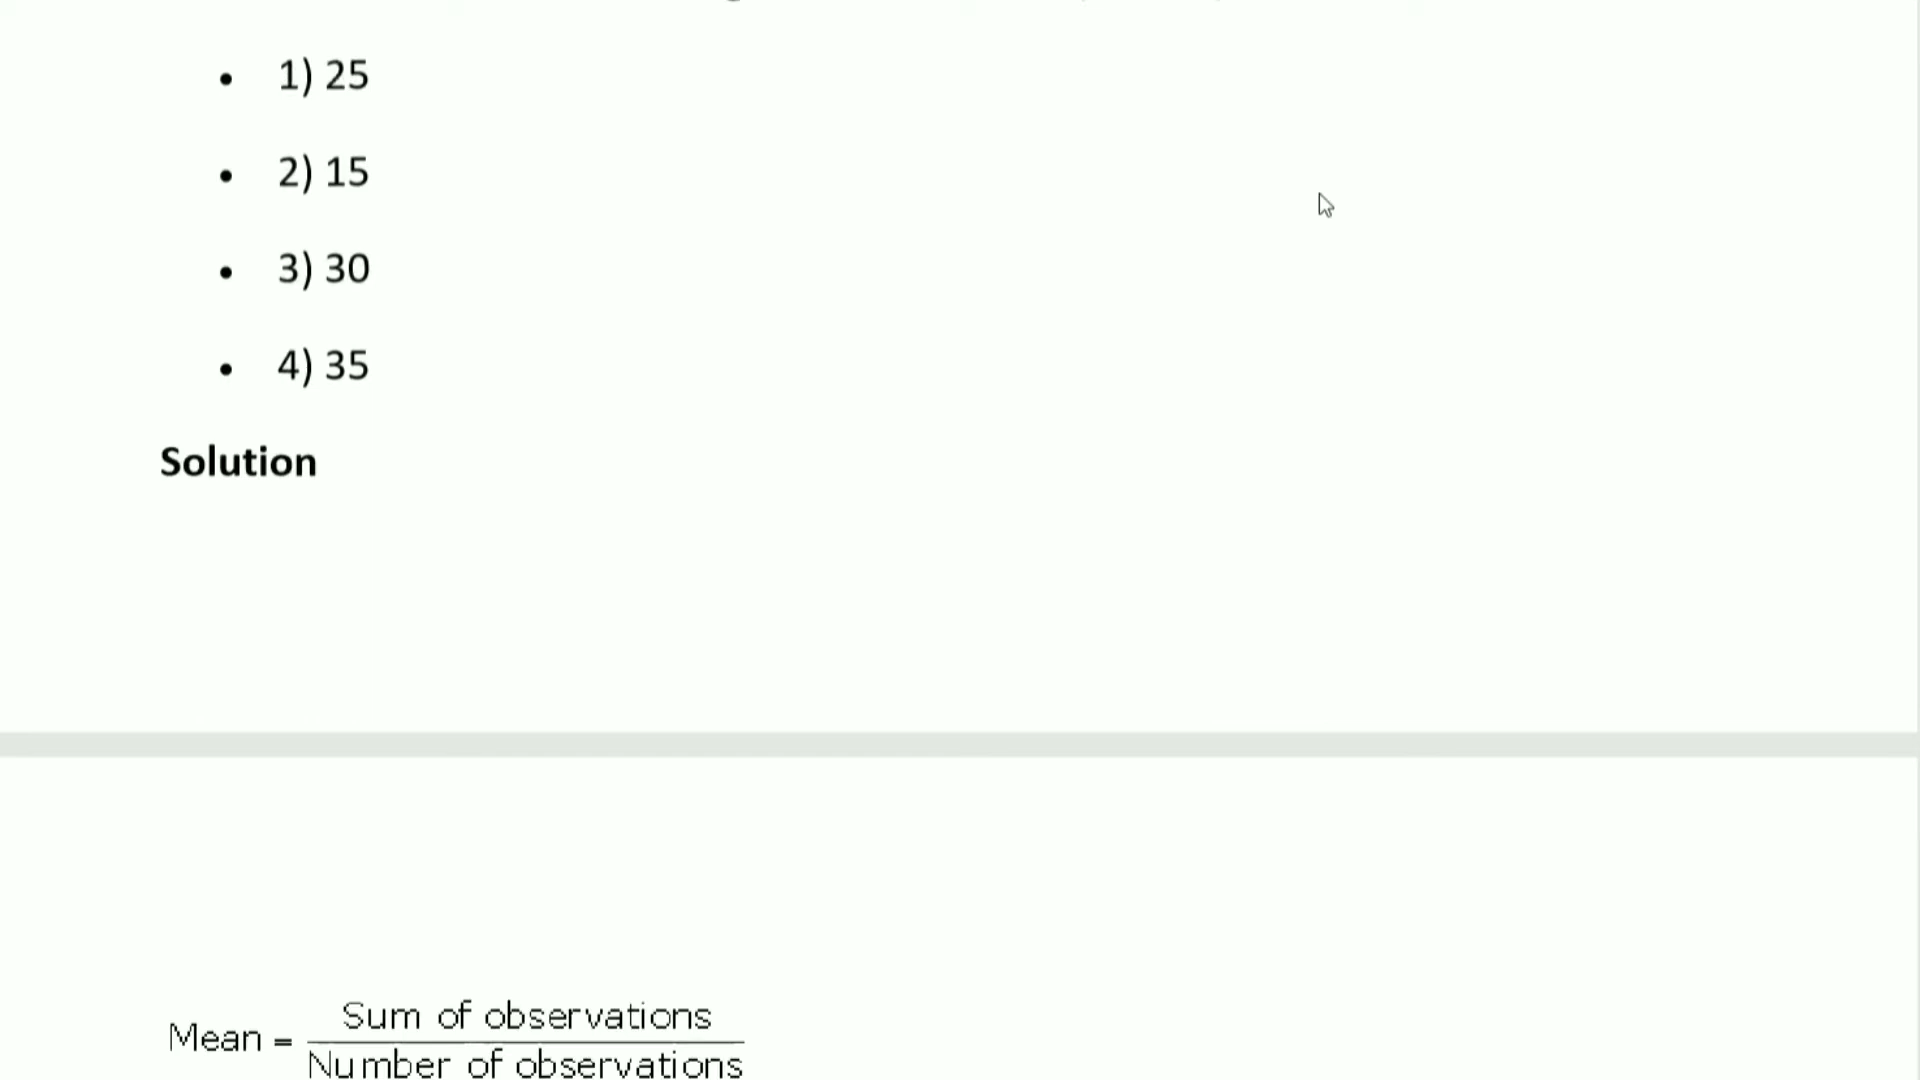 • 1) 25
• 2) 15
• 3) 30
• 4) 35
Solution
Mean = Sum of observations
Number of observations